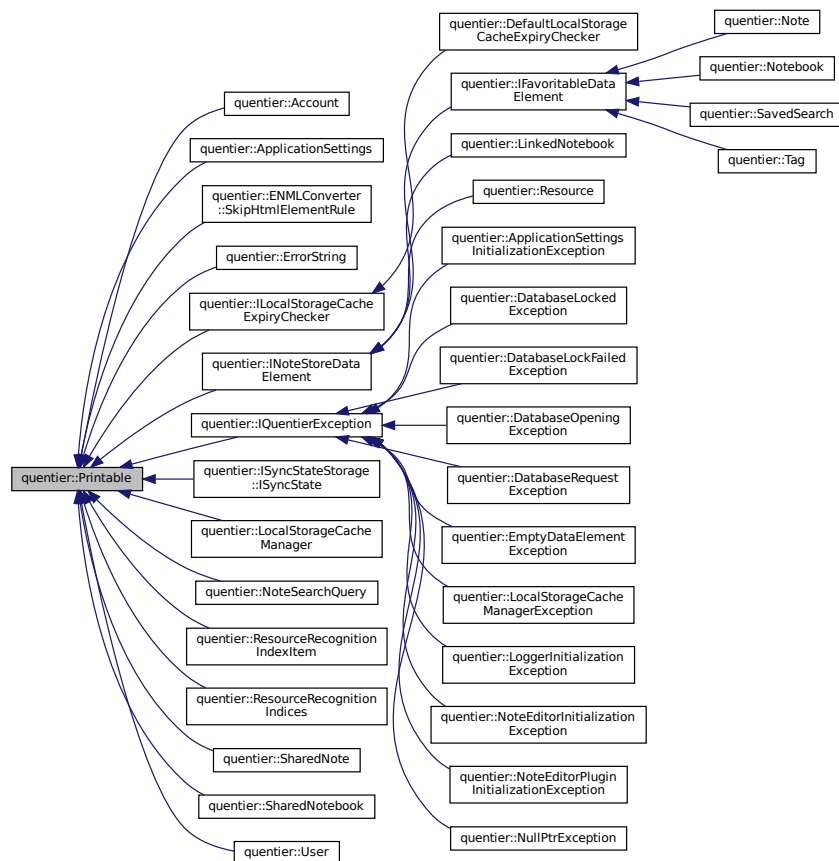 quentier::Printable
quentier::Account
quentier::ApplicationSettings
quentier::ENMLConverter
::SkipHtmlElementRule
quentier::ErrorString
quentier::ILocalStorageCache
ExpiryChecker
quentier::INoteStoreData
Element
quentier::IQuentierException
quentier::ISyncStateStorage
::ISyncState
quentier::LocalStorageCache
Manager
quentier::NoteSearchQuery
quentier::ResourceRecognition
IndexItem
quentier::ResourceRecognition
Indices
quentier::SharedNote
quentier::SharedNotebook
quentier::User
quentier::DefaultLocalStorage
CacheExpiryChecker
quentier::IFavoritableData
Element
quentier::LinkedNotebook
quentier::Resource
quentier::ApplicationSettings
InitializationException
quentier::DatabaseLocked
Exception
quentier::DatabaseLockFailed
Exception
quentier::DatabaseOpening
Exception
quentier::DatabaseRequest
Exception
quentier::EmptyDataElement
Exception
quentier::LocalStorageCache
ManagerException
quentier::LoggerInitialization
Exception
quentier::NoteEditorInitialization
Exception
quentier::NoteEditorPlugin
InitializationException
quentier::NullPtrException
quentier::Note
quentier::Notebook
quentier::SavedSearch
quentier::Tag